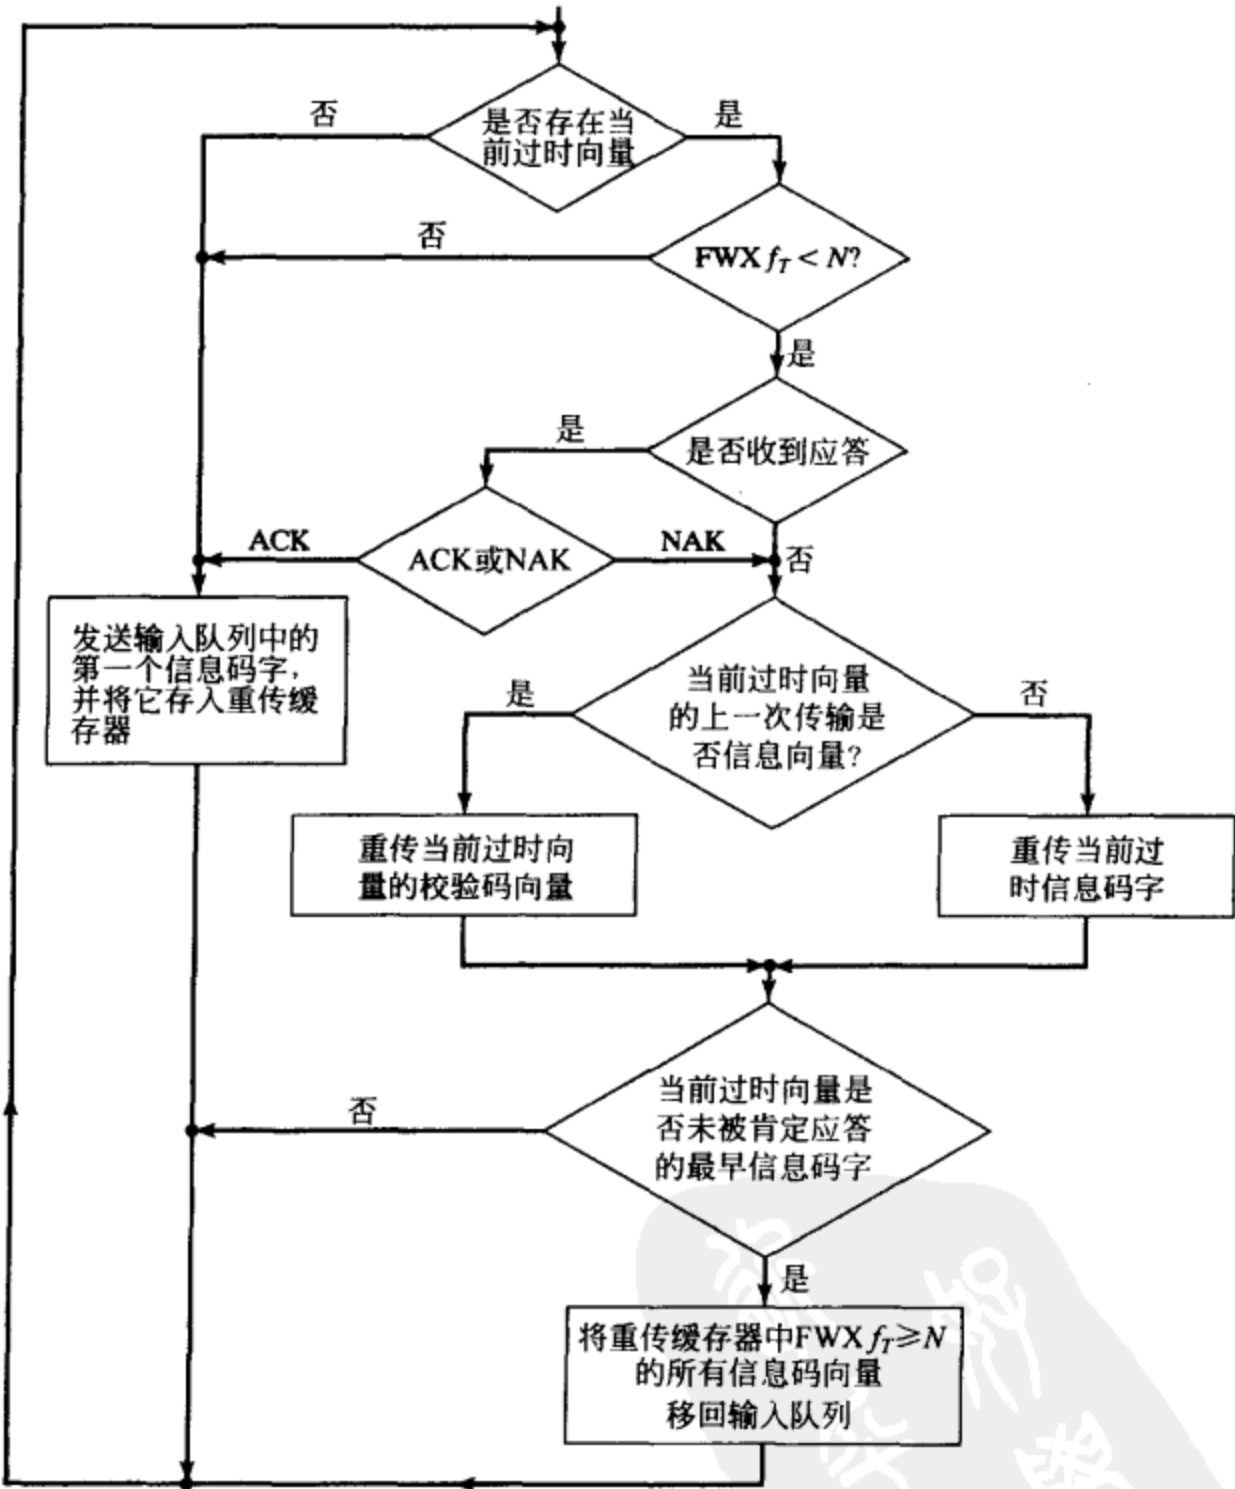 是否存在当
前过时向量
否
是
FWX f_T < N?
否
是
是否收到应答
是
否
ACK或NAK
ACK
NAK
发送输入队列中的
第一个信息码字,
并将它存入重传缓
存器
当前过时向量
的上一次传输是
否信息向量?
是
否
重传当前过时向
量的校验码向量
重传当前过
时信息码字
当前过时向量是
否未被肯定应答
的最早信息码字
否
是
将重传缓存器中FWX f_T≥N
的所有信息码向量
移回输入队列